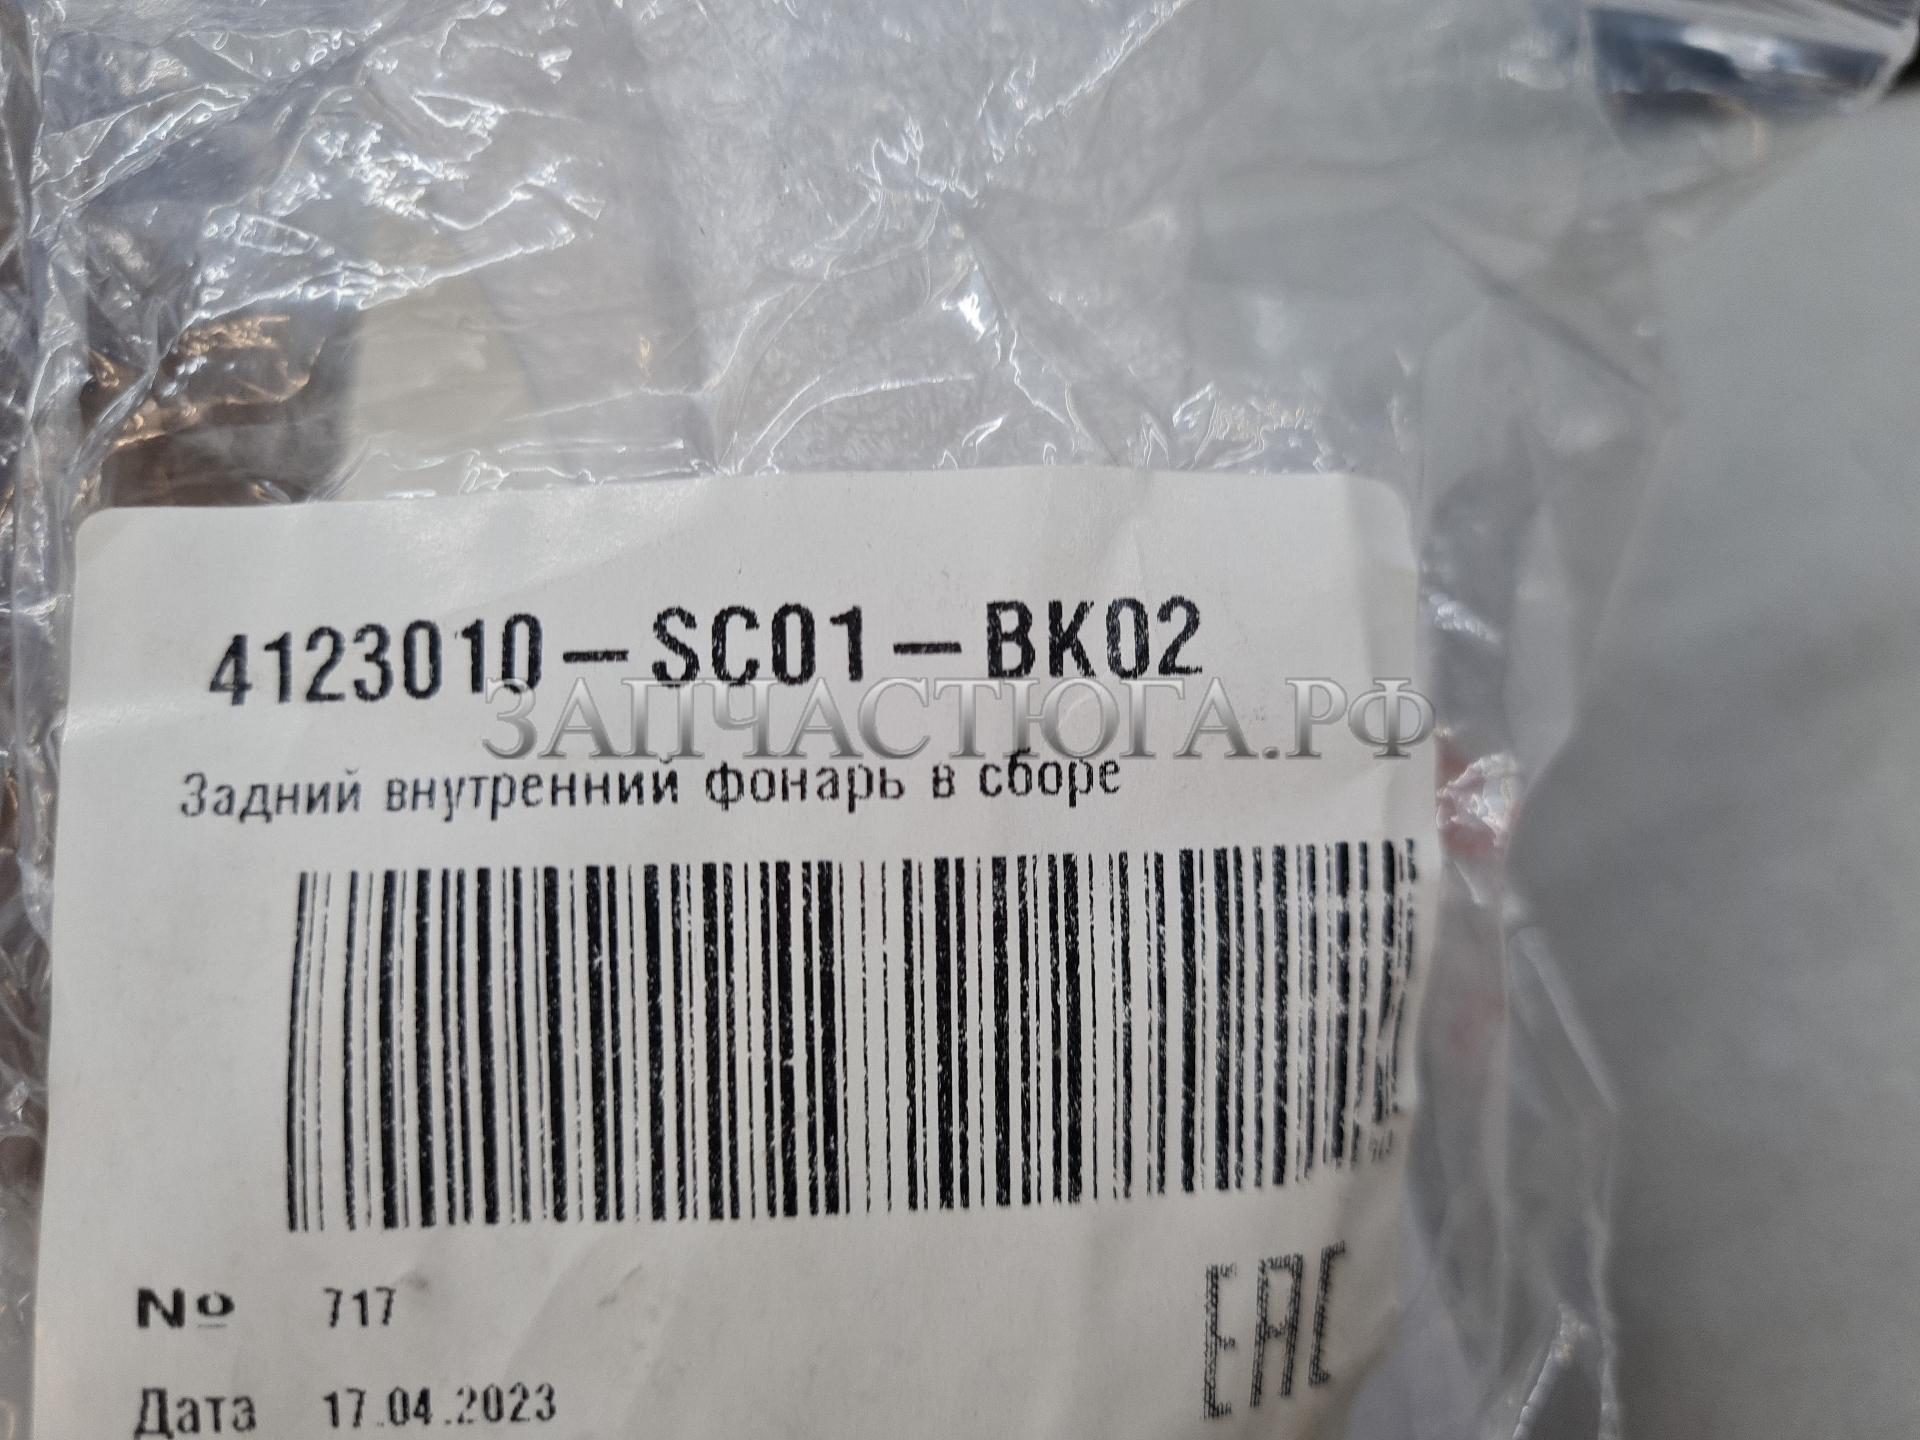 4123010-SC01-BK02
ЗАПЧАСТЮГА.РФ
Задний внутренний фонарь в сборе
№ 717
EAC
Дата 17.04.2023